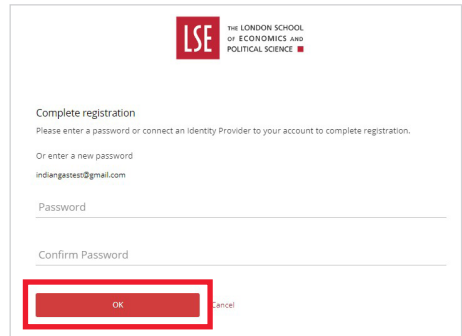 LSE
THE LONDON SCHOOL
OF ECONOMICS AND
POLITICAL SCIENCE
Complete registration
Please enter a password or connect an Identity Provider to your account to complete registration.
Or enter a new password
indiangastest@gmail.com
Password
Confirm Password
OK Cancel